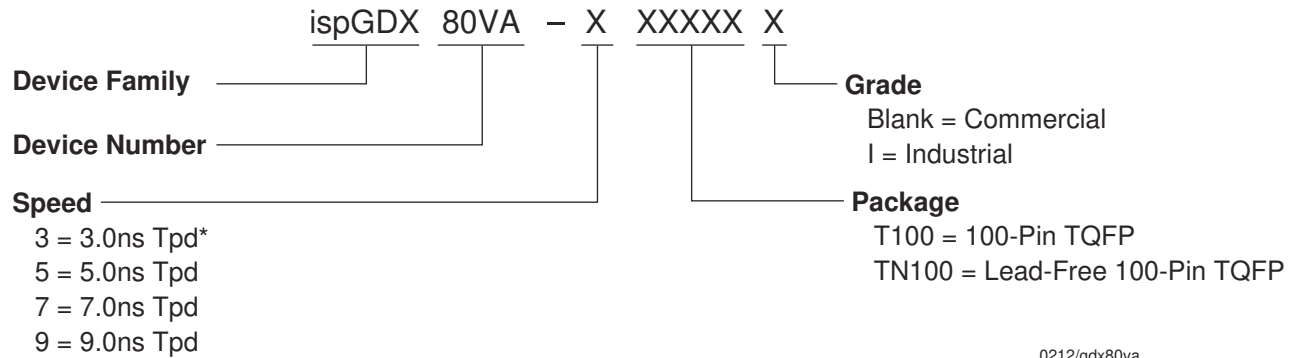 ispGDX 80VA – X XXXXX X
Device Family
Device Number
Speed
3 = 3.0ns Tpd*
5 = 5.0ns Tpd
7 = 7.0ns Tpd
9 = 9.0ns Tpd
Grade
Blank = Commercial
I = Industrial
Package
T100 = 100-Pin TQFP
TN100 = Lead-Free 100-Pin TQFP
0212/gdx80va